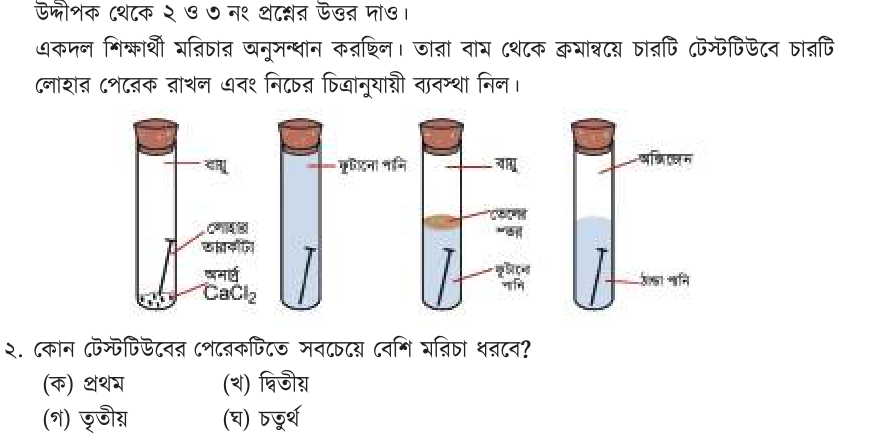 উদ্দীপক থেকে ২ ও ৩ নং প্রশ্নের উত্তর দাও।
একদল শিক্ষার্থী মরিচার অনুসন্ধান করছিল। তারা বাম থেকে ক্রমান্বয়ে চারটি টেস্টটিউবে চারটি
লোহার পেরেক রাখল এবং নিচের চিত্রানুযায়ী ব্যবস্থা নিল।
বায়ু
লোহার
তারকাঁটা
অনার্দ্র
CaCl₂
ফুটানো পানি
বায়ু
তেলের
স্তর
ফুটানো
পানি
অক্সিজেন
ঠান্ডা পানি
২. কোন টেস্টটিউবের পেরেকটিতে সবচেয়ে বেশি মরিচা ধরবে?
(ক) প্রথম (খ) দ্বিতীয়
(গ) তৃতীয় (ঘ) চতুর্থ